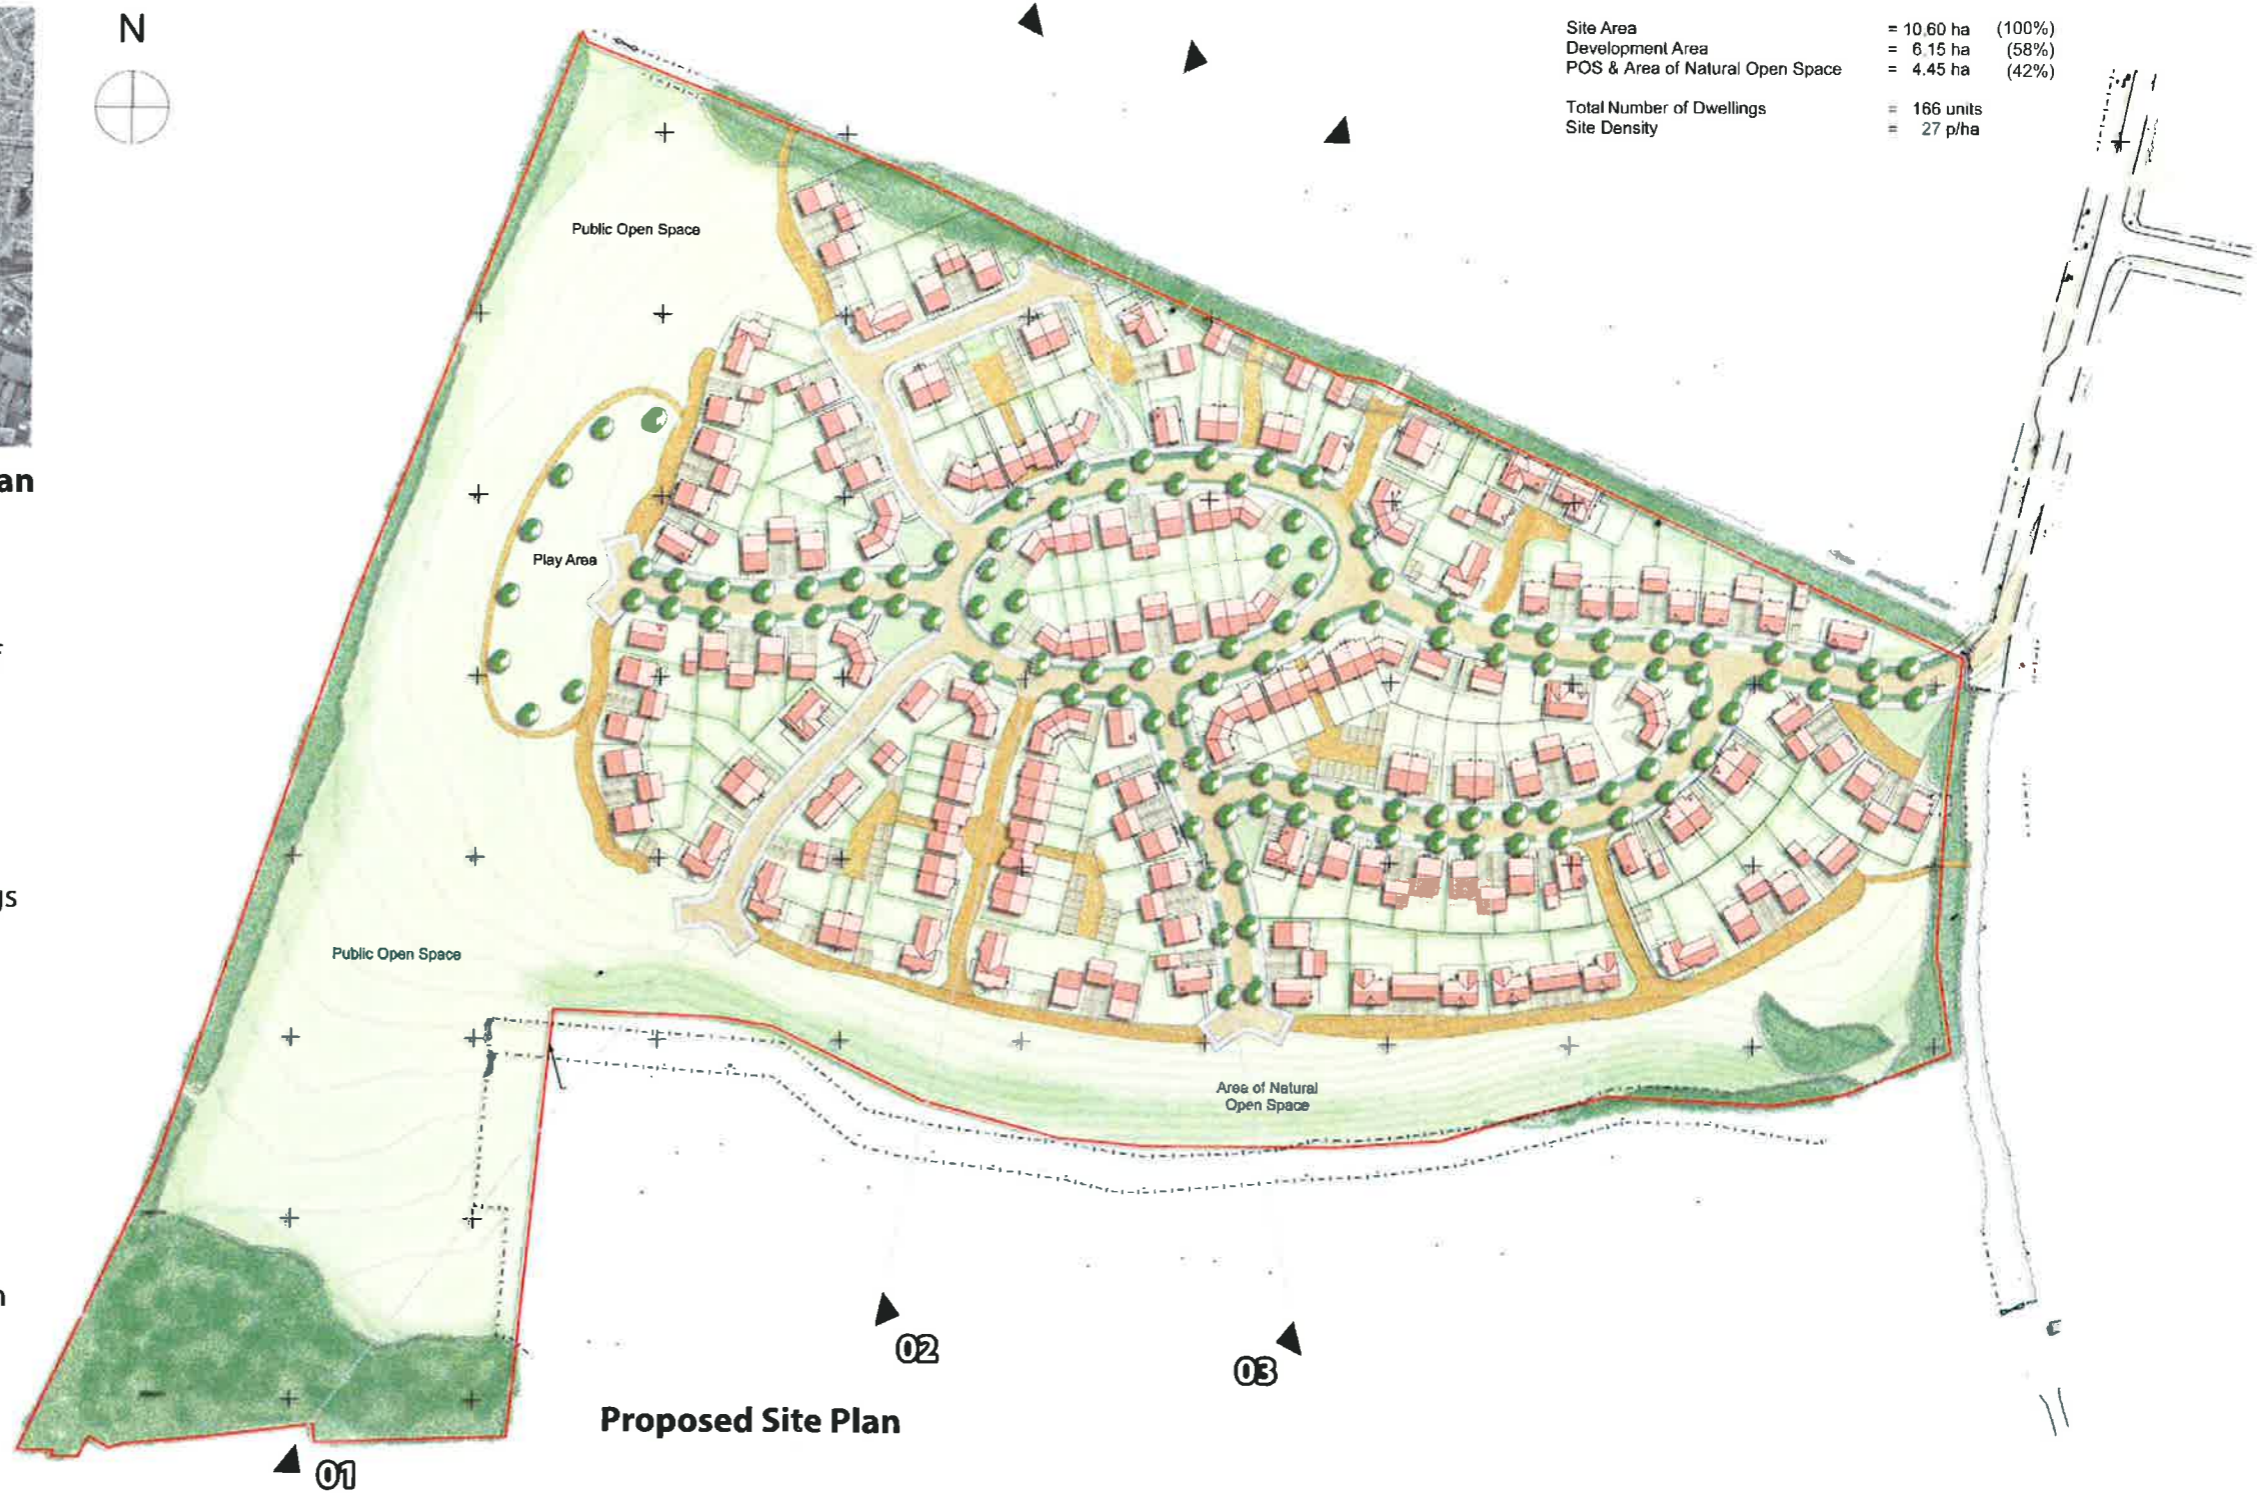 N
Site Area = 10.60 ha (100%)
Development Area = 6.15 ha (58%)
POS & Area of Natural Open Space = 4.45 ha (42%)
Total Number of Dwellings = 166 units
Site Density = 27 p/ha
Public Open Space
an
Play Area
gs
Public Open Space
Area of Natural
Open Space
02
03
Proposed Site Plan
01